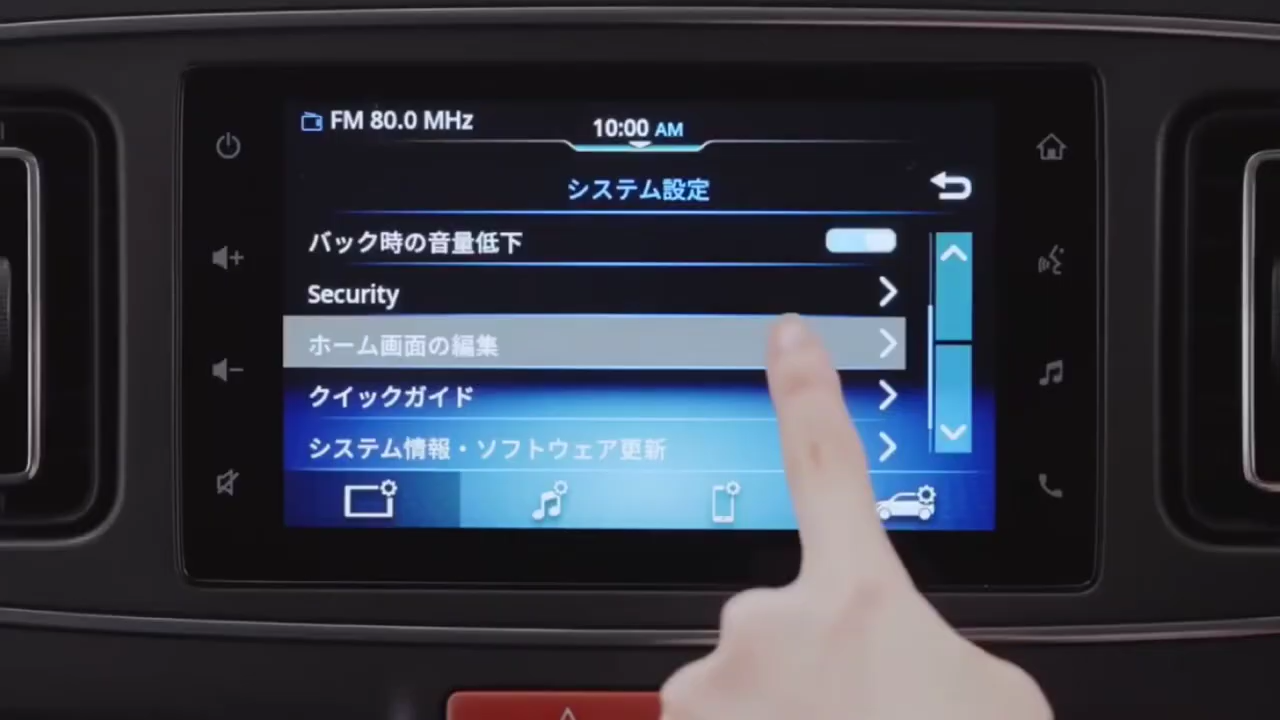 FM 80.0 MHz
10:00 AM
システム設定
バック時の音量低下
Security
ホーム画面の編集
クイックガイド
システム情報・ソフトウェア更新